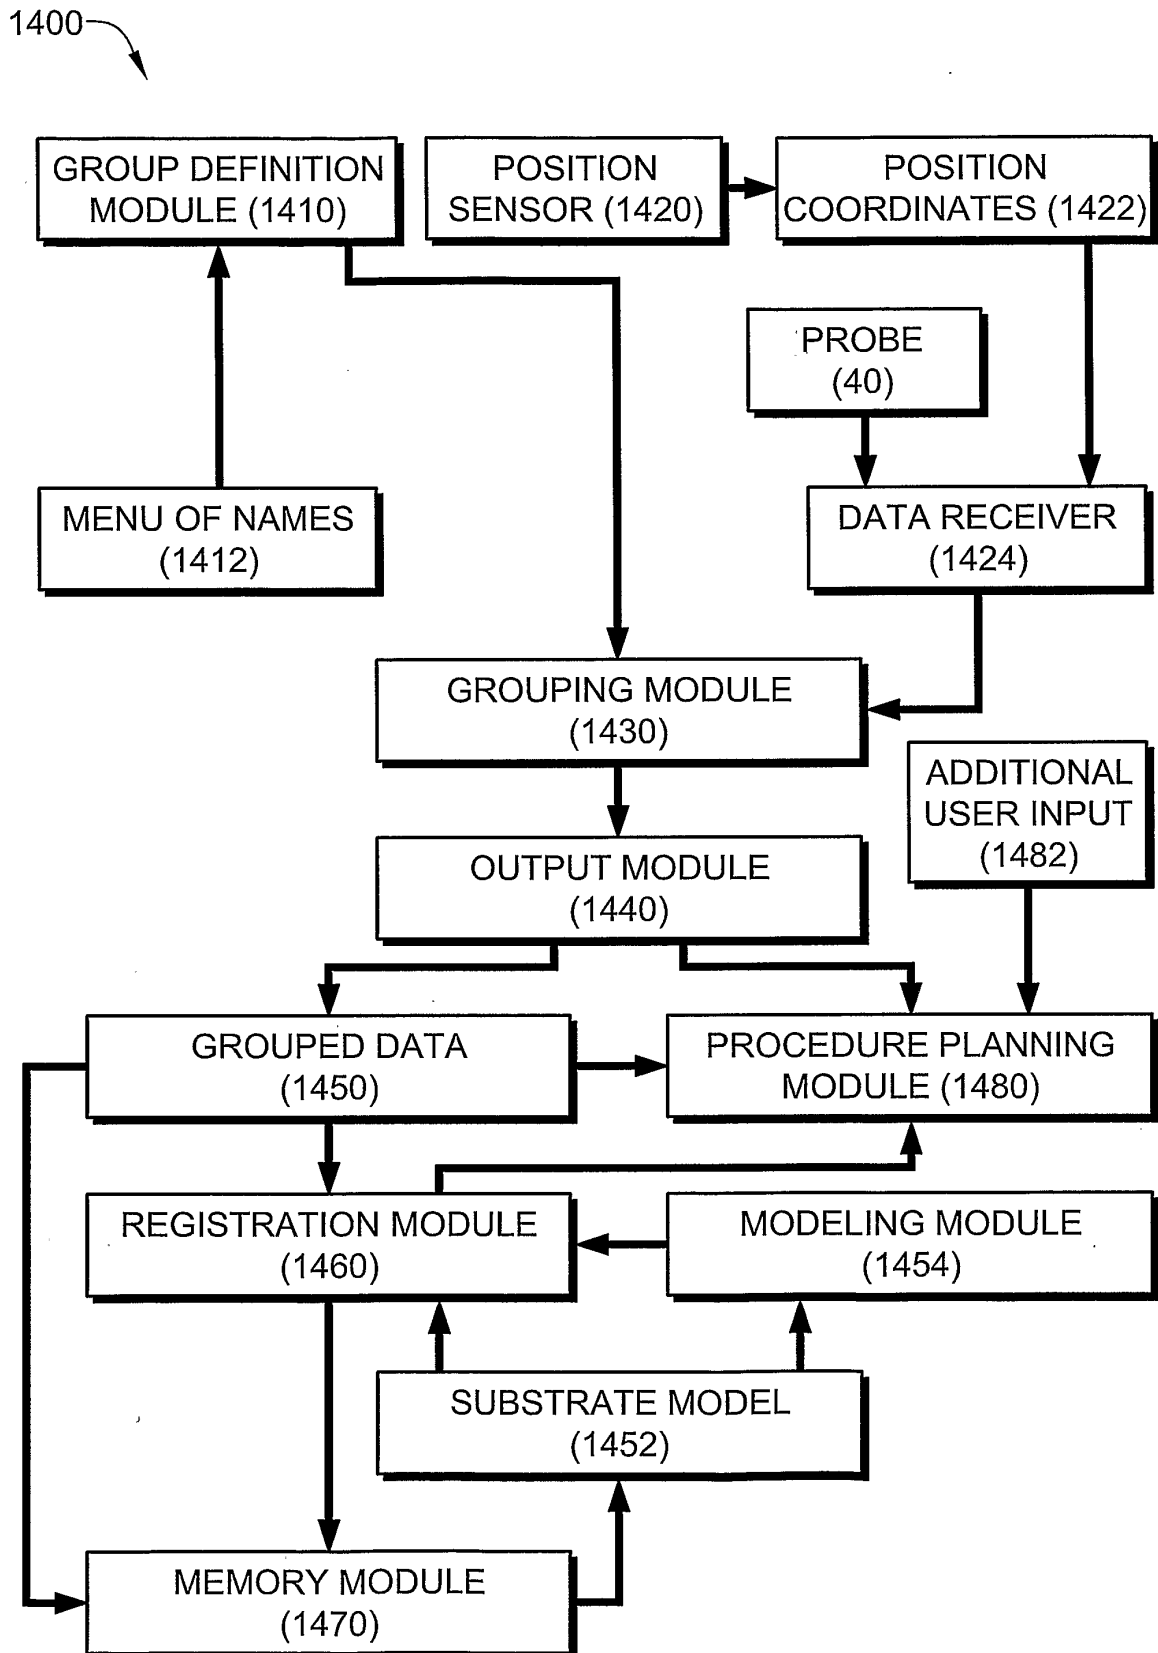 1400
GROUP DEFINITION
MODULE (1410)
POSITION
SENSOR (1420)
POSITION
COORDINATES (1422)
PROBE
(40)
MENU OF NAMES
(1412)
DATA RECEIVER
(1424)
GROUPING MODULE
(1430)
ADDITIONAL
USER INPUT
(1482)
OUTPUT MODULE
(1440)
GROUPED DATA
(1450)
PROCEDURE PLANNING
MODULE (1480)
REGISTRATION MODULE
(1460)
MODELING MODULE
(1454)
SUBSTRATE MODEL
(1452)
MEMORY MODULE
(1470)